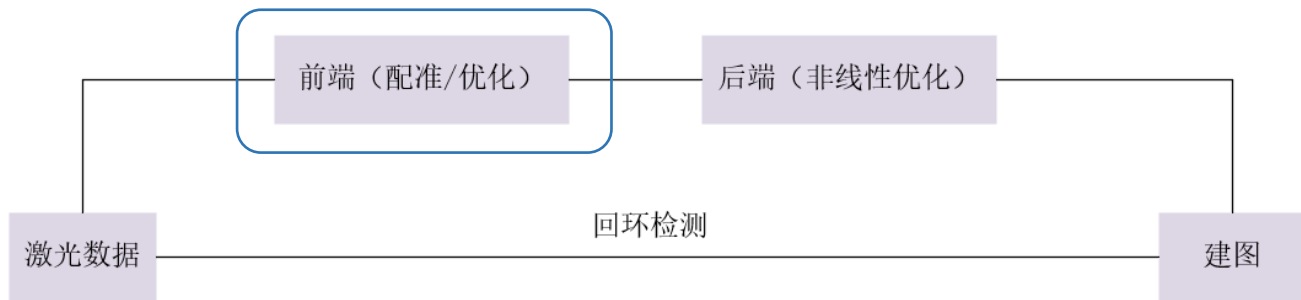 前端（配准/优化）
后端（非线性优化）
回环检测
激光数据
建图